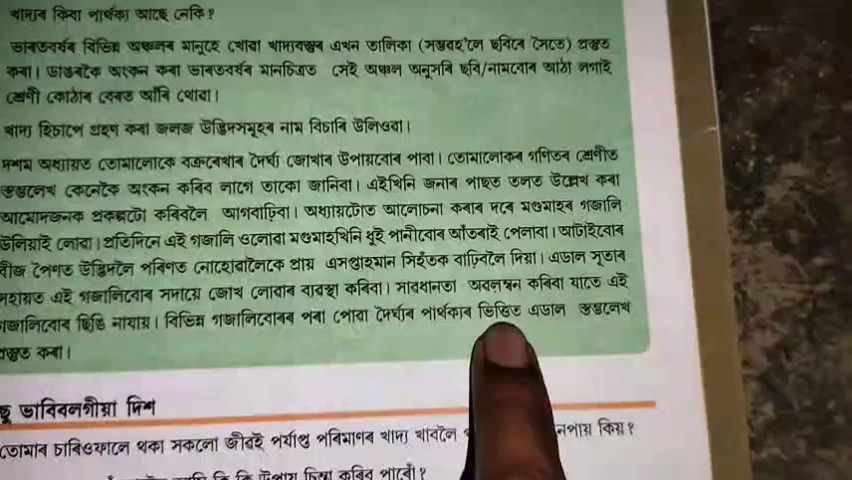 খাদ্যৰ কিবা পাৰ্থক্য আছে নেকি?
ভাৰতবৰ্ষৰ বিভিন্ন অঞ্চলৰ মানুহে খোৱা খাদ্যবস্তুৰ এখন তালিকা (সম্ভৱহ'লে ছবিৰে সৈতে) প্ৰস্তুত
কৰা। ডাঙৰকৈ অংকন কৰা ভাৰতবৰ্ষৰ মানচিত্ৰত সেই অঞ্চল অনুসৰি ছবি/নামবোৰ আঠা লগাই
শ্ৰেণী কোঠাৰ বেৰত আঁৰি থোৱা।
খাদ্য হিচাপে গ্ৰহণ কৰা জলজ উদ্ভিদসমূহৰ নাম বিচাৰি উলিওৱা।
দশম অধ্যায়ত তোমালোকে বক্ৰৰেখাৰ দৈৰ্ঘ্য জোখাৰ উপায়বোৰ পাবা। তোমালোকৰ গণিতৰ শ্ৰেণীত
স্তম্ভলেখ কেনেকৈ অংকন কৰিব লাগে তাকো জানিবা। এইখিনি জনাৰ পাছত তলত উল্লেখ কৰা
আমোদজনক প্ৰকল্পটো কৰিবলৈ আগবাঢ়িবা। অধ্যায়টোত আলোচনা কৰাৰ দৰে মগুমাহৰ গজালি
উলিয়াই লোৱা। প্ৰতিদিনে এই গজালি ওলোৱা মগুমাহখিনি ধুই পানীবোৰ আঁতৰাই পেলাবা। আটাইবোৰ
বীজ পৈণত উদ্ভিদলৈ পৰিণত নোহোৱালৈকে প্ৰায় এসপ্তাহমান সিহঁতক বাঢ়িবলৈ দিয়া। এডাল সূতাৰ
সহায়ত এই গজালিবোৰ সদায়ে জোখ লোৱাৰ ব্যৱস্থা কৰিবা। সাৱধানতা অৱলম্বন কৰিবা যাতে এই
গজালিবোৰ ছিঙি নাযায়। বিভিন্ন গজালিবোৰৰ পৰা পোৱা দৈৰ্ঘ্যৰ পাৰ্থক্যৰ ভিত্তিত এডাল স্তম্ভলেখ
প্ৰস্তুত কৰা।
ভাবিবলগীয়া দিশ
তোমাৰ চাৰিওফালে থকা সকলো জীৱই পৰ্যাপ্ত পৰিমাণৰ খাদ্য খাবলৈ নপায় কিয়?
কি কি উপায় চিন্তা কৰিব পাৰোঁ?